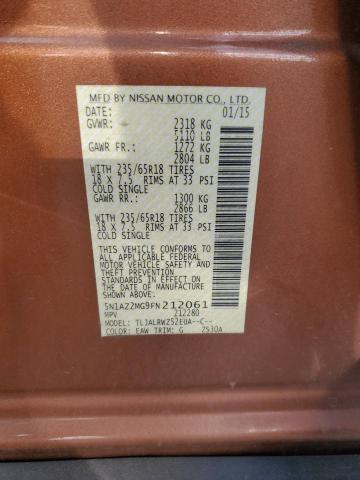 MFD BY NISSAN MOTOR CO., LTD.
DATE: 01/15
GVWR: 2318 KG
5110 LB
GAWR FR.: 1272 KG
2804 LB
WITH 235/65R18 TIRES
18 X 7.5 RIMS AT 33 PSI
COLD SINGLE
GAWR RR.: 1300 KG
2866 LB
WITH 235/65R18 TIRES
18 X 7.5 RIMS AT 33 PSI
COLD SINGLE
THIS VEHICLE CONFORMS TO
ALL APPLICABLE FEDERAL
MOTOR VEHICLE SAFETY
STANDARDS IN EFFECT ON
THE DATE OF MANUFACTURE
SHOWN ABOVE.
5N1AZ2MG9FN212061
MPV 212280
MODEL: TLJALRWZ52EUA--C--
COLOR: EAW TRIM: G 2530A